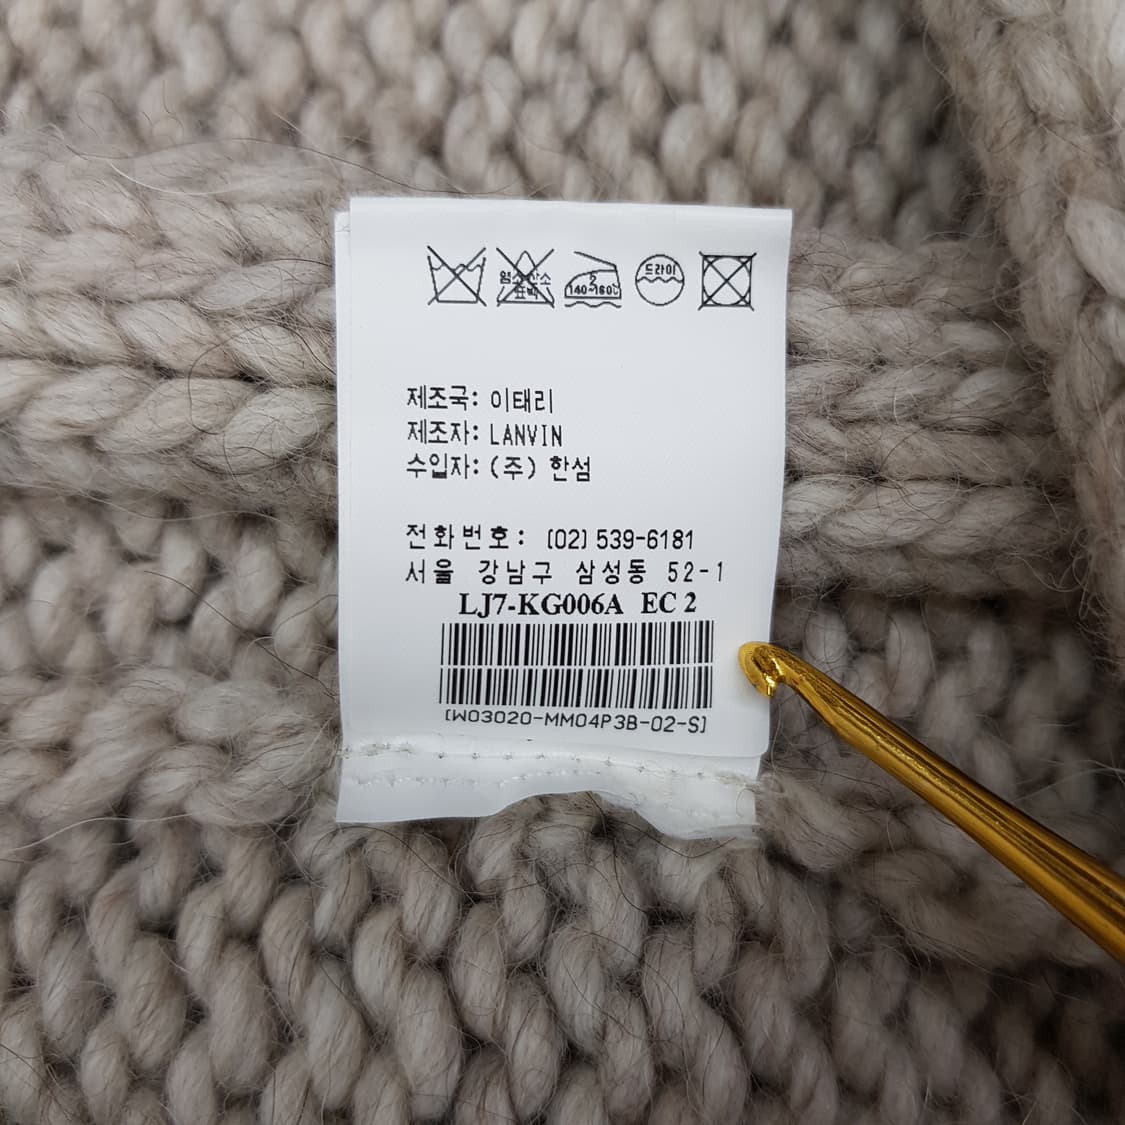 염소 산소
표백
2
140~160℃
드라이
제조국: 이태리
제조자: LANVIN
수입자: (주) 한섬
전화번호: (02) 539-6181
서울 강남구 삼성동 52-1
LJ7-KG006A EC 2
[W03020-MM04P3B-02-S]